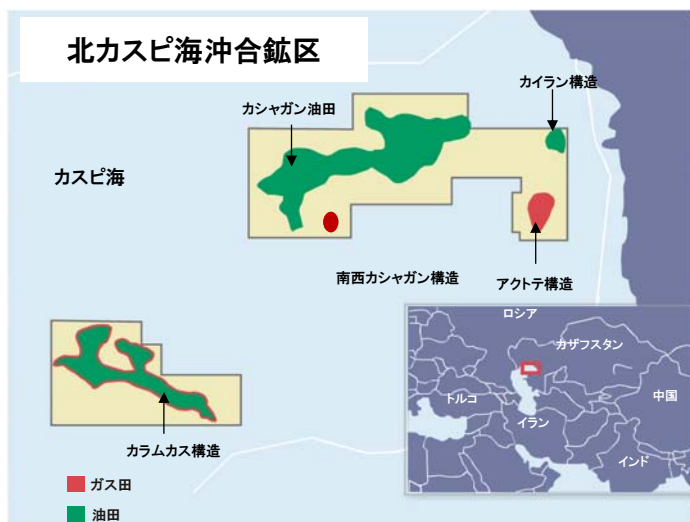 北カスピ海沖合鉱区
カシャガン油田
カイラン構造
カスピ海
南西カシャガン構造
アクトテ構造
カラムカス構造
ガス田
油田
ロシア
カザフスタン
中国
トルコ
イラン
インド